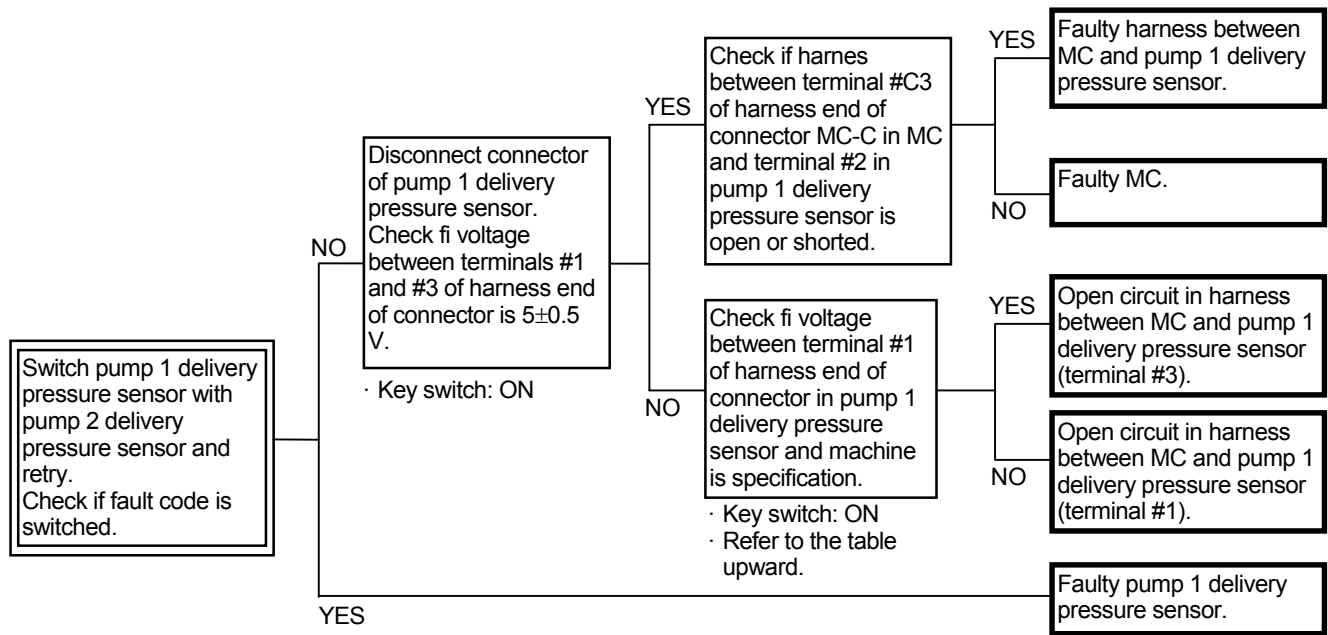 Switch pump 1 delivery
pressure sensor with
pump 2 delivery
pressure sensor and
retry.
Check if fault code is
switched.
NO
YES
Disconnect connector
of pump 1 delivery
pressure sensor.
Check fi voltage
between terminals #1
and #3 of harness end
of connector is 5±0.5
V.
· Key switch: ON
YES
NO
Check if harnes
between terminal #C3
of harness end of
connector MC-C in MC
and terminal #2 in
pump 1 delivery
pressure sensor is
open or shorted.
YES
NO
Faulty harness between
MC and pump 1 delivery
pressure sensor.
Faulty MC.
Check fi voltage
between terminal #1
of harness end of
connector in pump 1
delivery pressure
sensor and machine
is specification.
· Key switch: ON
· Refer to the table
upward.
YES
NO
Open circuit in harness
between MC and pump 1
delivery pressure sensor
(terminal #3).
Open circuit in harness
between MC and pump 1
delivery pressure sensor
(terminal #1).
Faulty pump 1 delivery
pressure sensor.